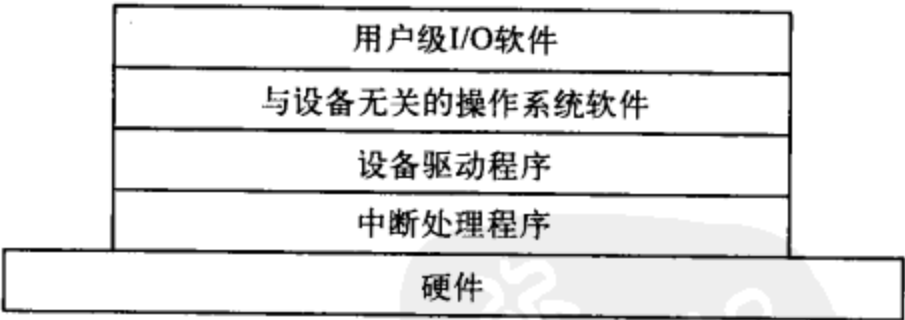 用户级I/O软件
与设备无关的操作系统软件
设备驱动程序
中断处理程序
硬件